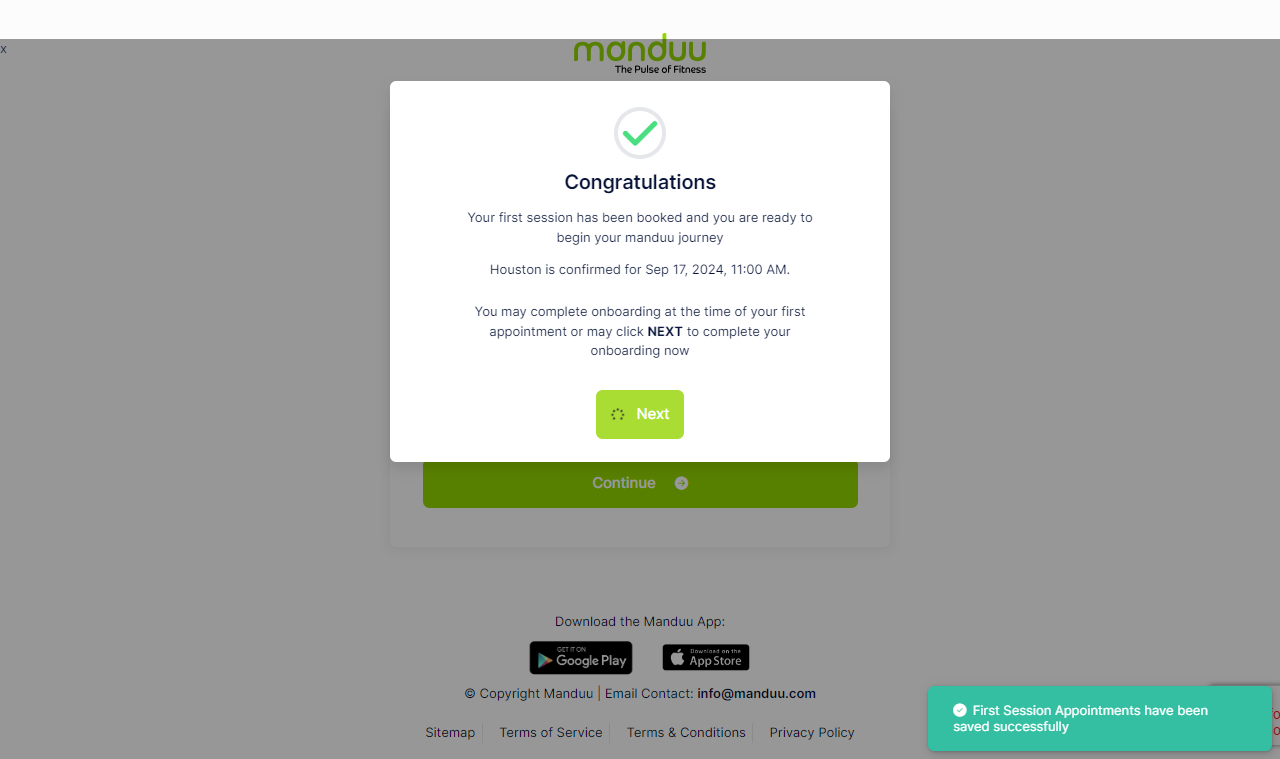 x
manduu
The Pulse of Fitness
Congratulations
Your first session has been booked and you are ready to
begin your manduu journey
Houston is confirmed for Sep 17, 2024, 11:00 AM.
You may complete onboarding at the time of your first
appointment or may click NEXT to complete your
onboarding now
Next
Continue
Download the Manduu App:
GET IT ON
Google Play
Download on the
App Store
© Copyright Manduu | Email Contact: info@manduu.com
Sitemap Terms of Service Terms & Conditions Privacy Policy
First Session Appointments have been
saved successfully